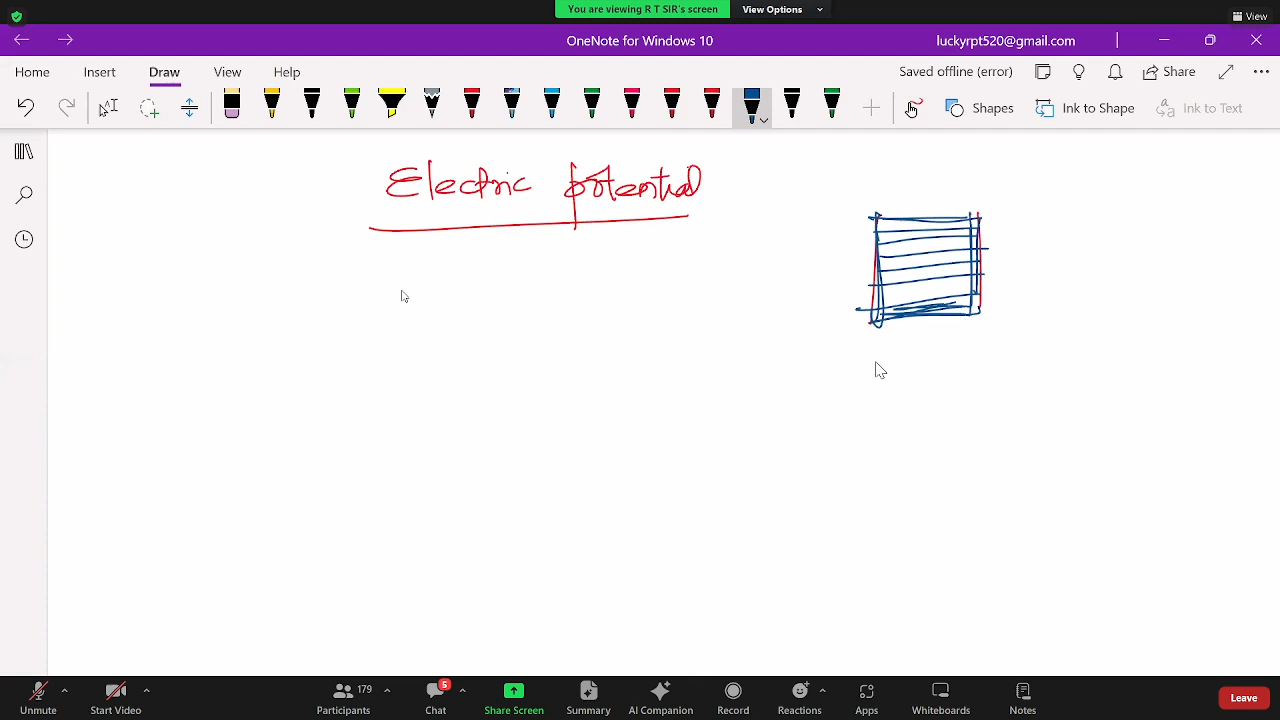 You are viewing R T SIR's screen View Options
View
OneNote for Windows 10 luckyrpt520@gmail.com
Home Insert Draw View Help Saved offline (error) Share
Shapes Ink to Shape Ink to Text
Electric potential
Unmute Start Video Participants 179 Chat 5 Share Screen Summary AI Companion Record Reactions Apps Whiteboards Notes Leave